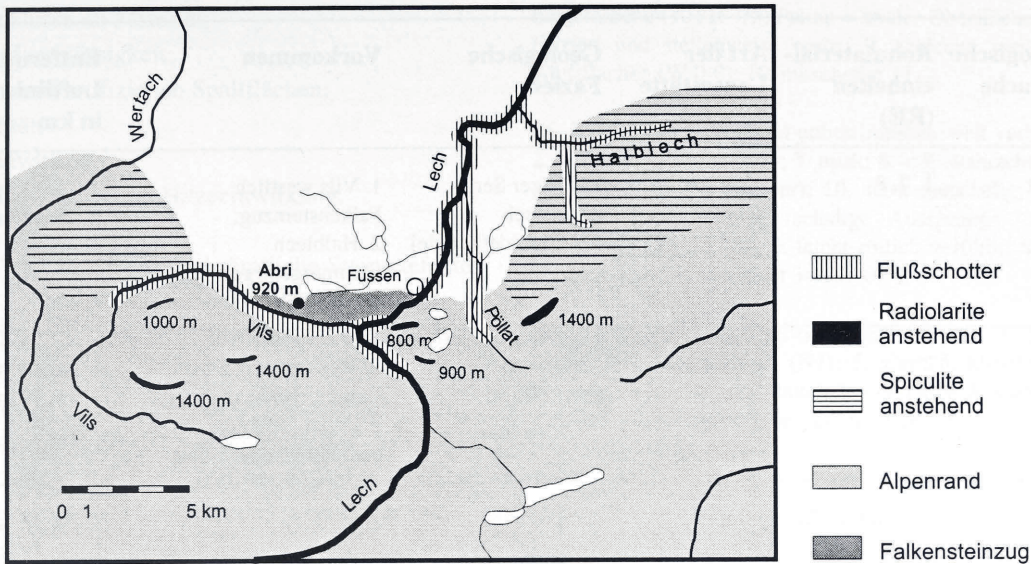 Wertach
Lech
Halblech
Abri
920 m
Füssen
1000 m
Vils
800 m
Pöllat
1400 m
1400 m
900 m
1400 m
Vils
Lech
0 1 5 km
Flußschotter
Radiolarite
anstehend
Spiculite
anstehend
Alpenrand
Falkensteinzug